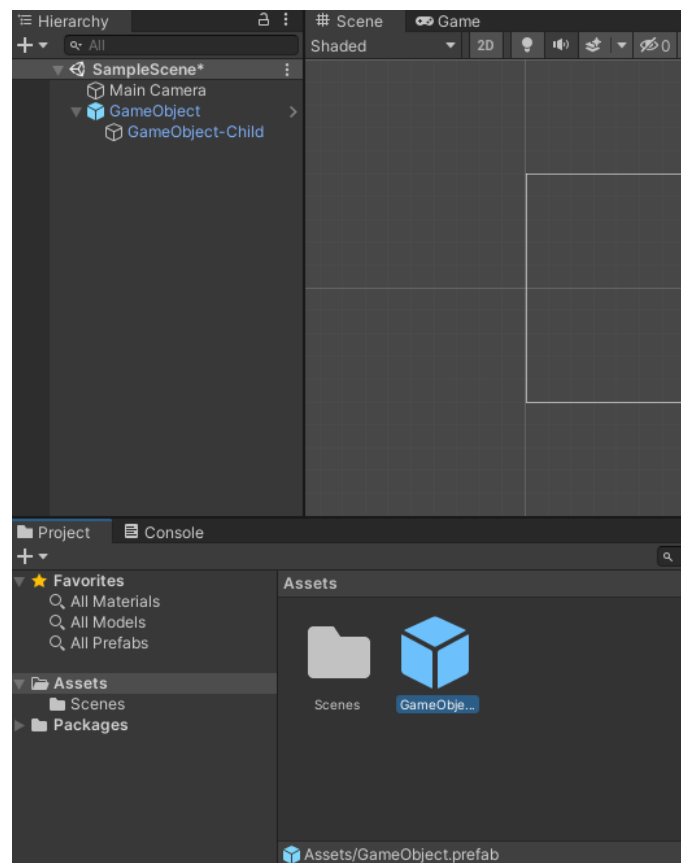 Hierarchy
# Scene
Game
All
Shaded
2D
0
SampleScene*
Main Camera
GameObject
GameObject-Child
Project
Console
Favorites
All Materials
All Models
All Prefabs
Assets
Scenes
Packages
Assets
Scenes
GameObje...
Assets/GameObject.prefab